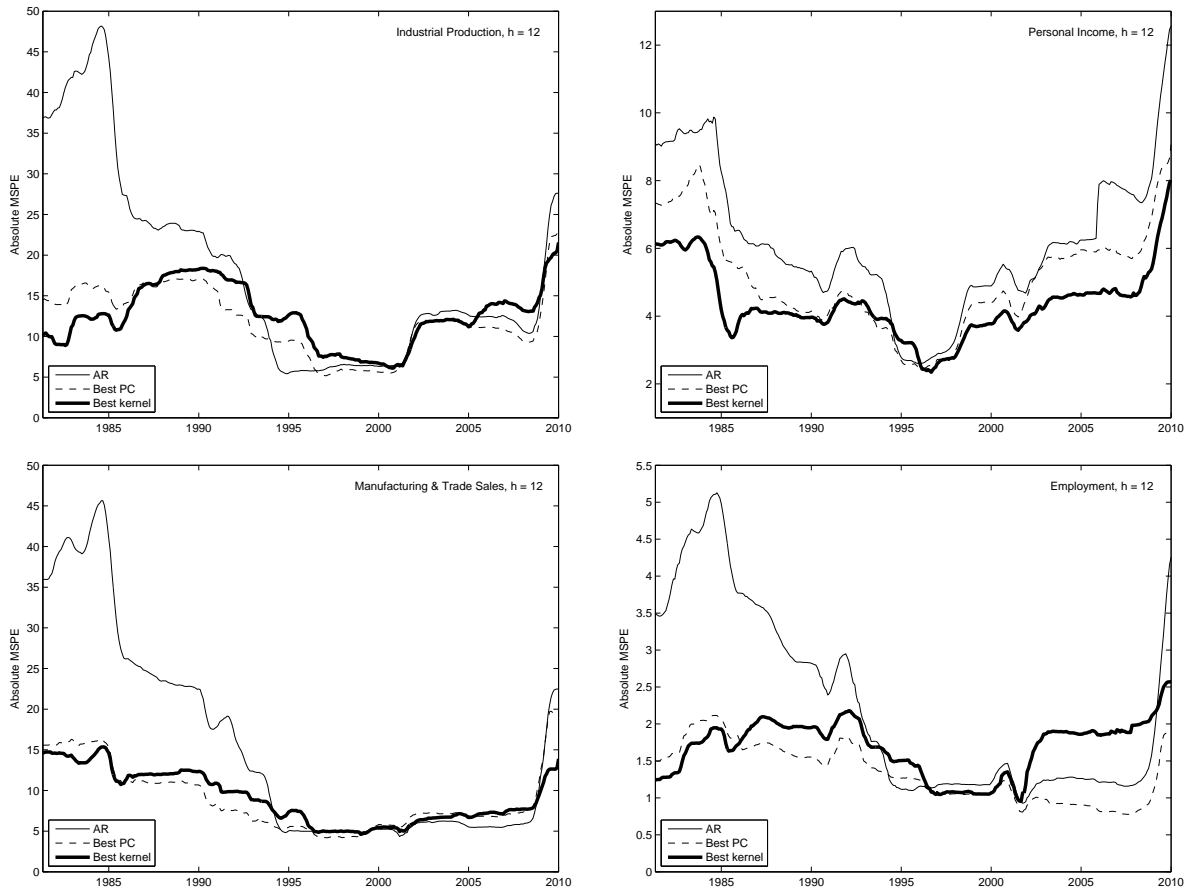 Industrial Production, h = 12
Absolute MSPE
50
45
40
35
30
25
20
15
10
5
0
AR
Best PC
Best kernel
1985 1990 1995 2000 2005 2010
Personal Income, h = 12
Absolute MSPE
12
10
8
6
4
2
AR
Best PC
Best kernel
1985 1990 1995 2000 2005 2010
Manufacturing & Trade Sales, h = 12
Absolute MSPE
50
45
40
35
30
25
20
15
10
5
0
AR
Best PC
Best kernel
1985 1990 1995 2000 2005 2010
Employment, h = 12
Absolute MSPE
5.5
5
4.5
4
3.5
3
2.5
2
1.5
1
0.5
0
AR
Best PC
Best kernel
1985 1990 1995 2000 2005 2010